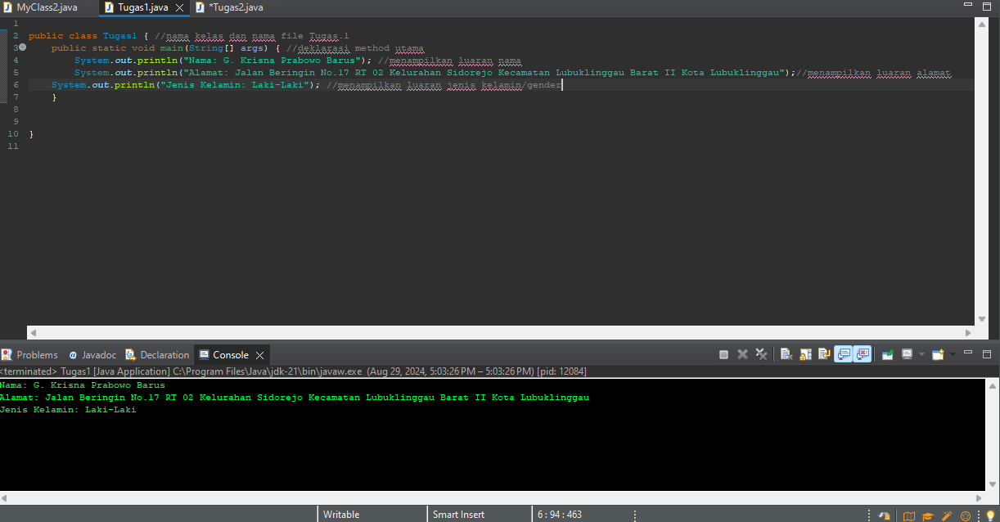 MyClass2.java Tugas1.java *Tugas2.java
1
2 public class Tugas1 { //nama kelas dan nama file Tugas.1
3 public static void main(String[] args) { //deklarasi method utama
4 System.out.println("Nama: G. Krisna Prabowo Barus"); //menampilkan luaran nama
5 System.out.println("Alamat: Jalan Beringin No.17 RT 02 Kelurahan Sidorejo Kecamatan Lubuklinggau Barat II Kota Lubuklinggau");//menampilkan luaran alamat
6 System.out.println("Jenis Kelamin: Laki-Laki"); //menampilkan luaran jenis kelamin/gender
7 }
8
9
10 }
11
Problems @ Javadoc Declaration Console
<terminated> Tugas1 [Java Application] C:\Program Files\Java\jdk-21\bin\javaw.exe (Aug 29, 2024, 5:03:26 PM – 5:03:26 PM) [pid: 12084]
Nama: G. Krisna Prabowo Barus
Alamat: Jalan Beringin No.17 RT 02 Kelurahan Sidorejo Kecamatan Lubuklinggau Barat II Kota Lubuklinggau
Jenis Kelamin: Laki-Laki
Writable Smart Insert 6 : 94 : 463